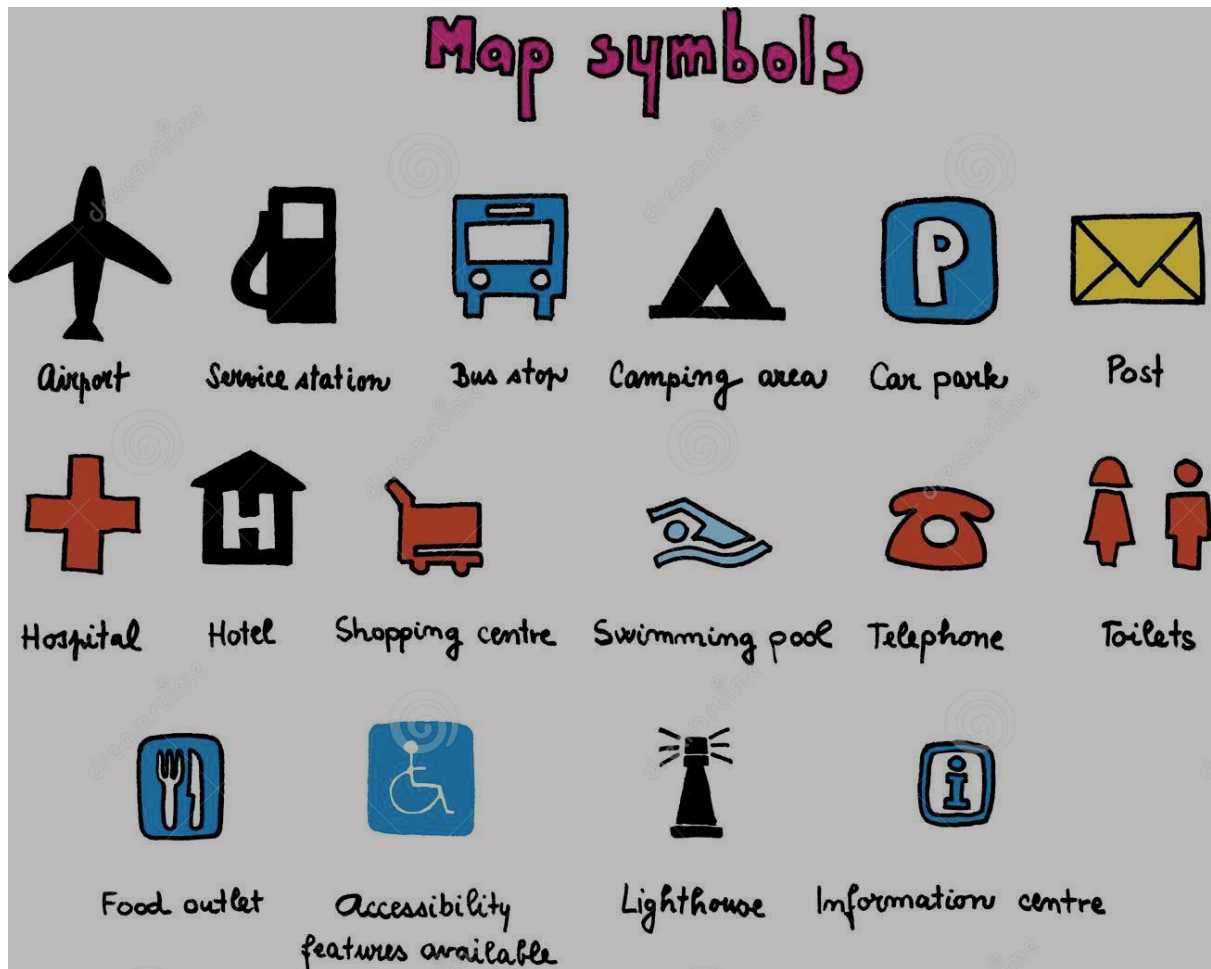 Map symbols
Airport Service station Bus stop Camping area Car park Post
Hospital Hotel Shopping centre Swimming pool Telephone Toilets
Food outlet Accessibility features available Lighthouse Information centre
P
H
i
dreamstime